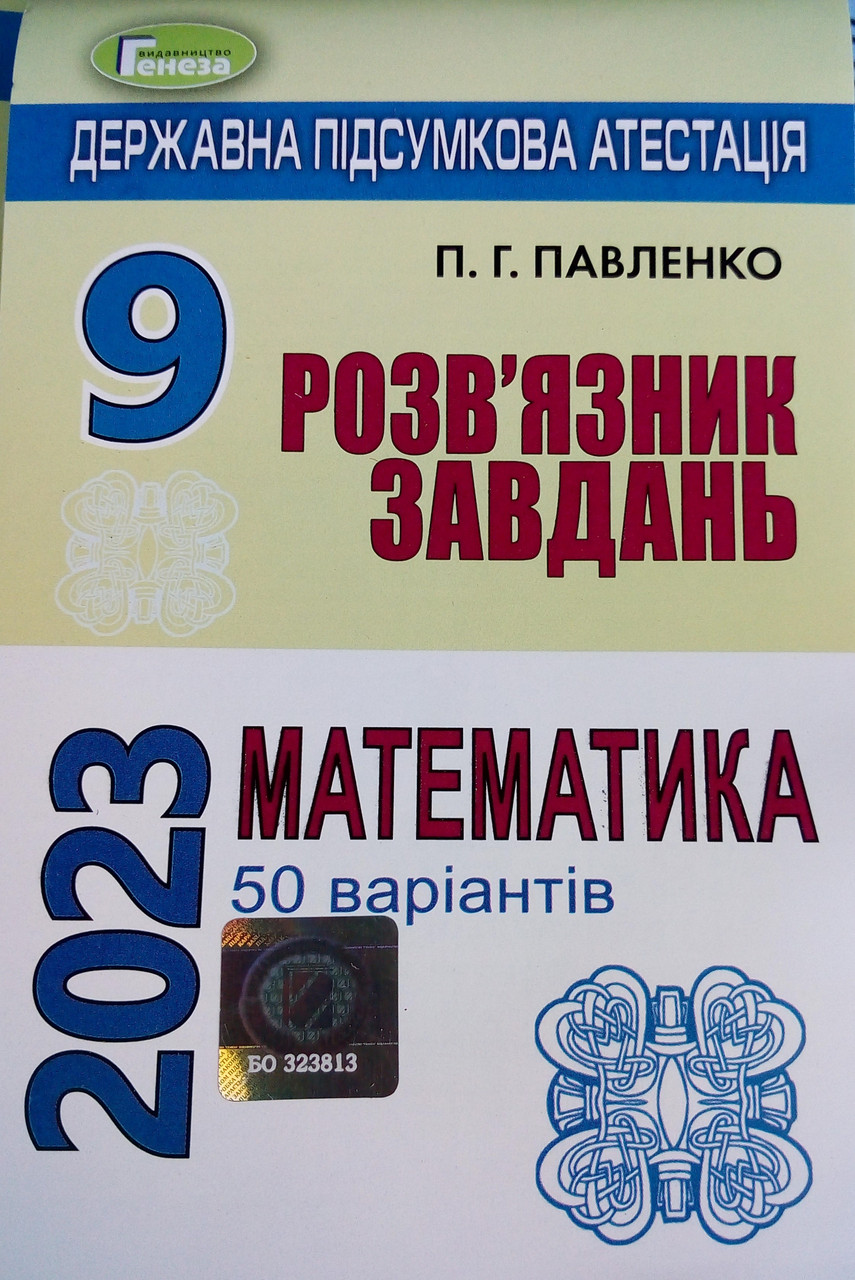 видавництво
Генеза
ДЕРЖАВНА ПІДСУМКОВА АТЕСТАЦІЯ
П. Г. ПАВЛЕНКО
9
РОЗВ’ЯЗНИК
ЗАВДАНЬ
2023
МАТЕМАТИКА
50 варіантів
БО 323813